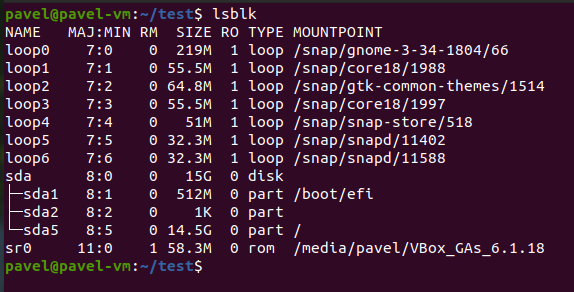 pavel@pavel-vm:~/test$ lsblk
NAME   MAJ:MIN RM  SIZE RO TYPE MOUNTPOINT
loop0    7:0    0  219M  1 loop /snap/gnome-3-34-1804/66
loop1    7:1    0 55.5M  1 loop /snap/core18/1988
loop2    7:2    0 64.8M  1 loop /snap/gtk-common-themes/1514
loop3    7:3    0 55.5M  1 loop /snap/core18/1997
loop4    7:4    0   51M  1 loop /snap/snap-store/518
loop5    7:5    0 32.3M  1 loop /snap/snapd/11402
loop6    7:6    0 32.3M  1 loop /snap/snapd/11588
sda      8:0    0   15G  0 disk
├─sda1   8:1    0  512M  0 part /boot/efi
├─sda2   8:2    0    1K  0 part
└─sda5   8:5    0 14.5G  0 part /
sr0     11:0    1 58.3M  0 rom  /media/pavel/VBox_GAs_6.1.18
pavel@pavel-vm:~/test$